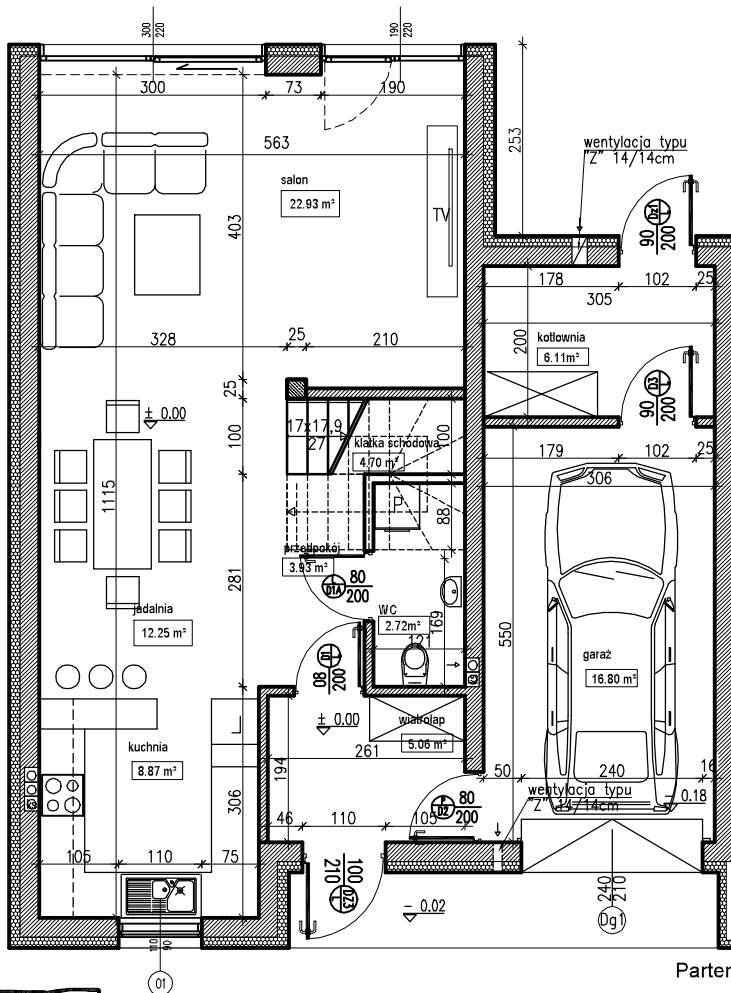 300
220
190
220
300
73
190
563
253
wentylacja typu
"Z" 14/14cm
salon
22.93 m²
TV
403
Dz1
1
90
200
178
102
25
305
328
25
210
200
kotłownia
6.11m²
D3
1
90
200
25
± 0.00
100
17x17,9
27
klatka schodowa
4.70 m²
100
179
102
25
306
1115
P
88
przedpokój
3.93 m²
D1A
L
80
200
281
jadalnia
12.25 m²
WC
2.72m²
169
121
550
garaż
16.80 m²
D1
L
80
200
± 0.00
wiatrołap
5.06 m²
L
kuchnia
8.87 m²
261
194
50
240
16
wentylacja typu
"Z" 14/14cm
- 0.18
306
P
D2
80
200
46
110
105
105
110
75
100
210
DZ3
L
- 0.02
240
210
Dg1
110
90
01
Parter